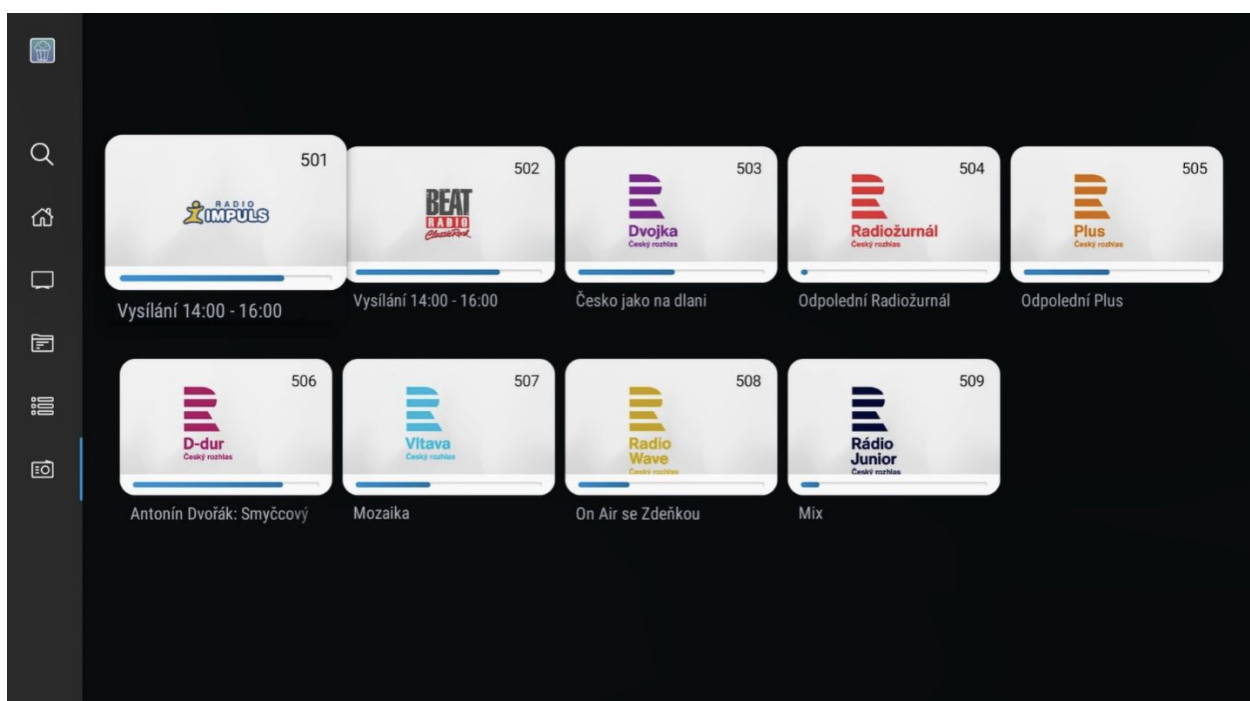 501
RADIO
IMPULS
Vysílání 14:00 - 16:00
502
BEAT
RADIO
ClassicRock
Vysílání 14:00 - 16:00
503
Dvojka
Český rozhlas
Česko jako na dlani
504
Radiožurnál
Český rozhlas
Odpolední Radiožurnál
505
Plus
Český rozhlas
Odpolední Plus
506
D-dur
Český rozhlas
Antonín Dvořák: Smyčcový
507
Vltava
Český rozhlas
Mozaika
508
Radio
Wave
Český rozhlas
On Air se Zdeňkou
509
Rádio
Junior
Český rozhlas
Mix